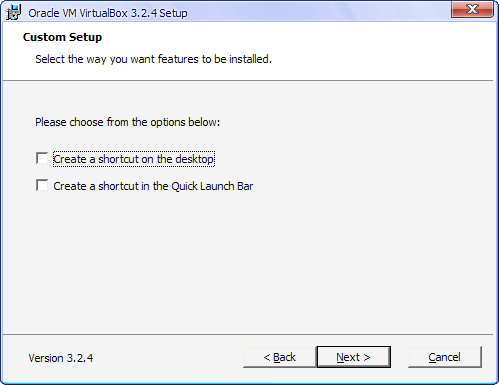 Oracle VM VirtualBox 3.2.4 Setup
Custom Setup
Select the way you want features to be installed.
Please choose from the options below:
Create a shortcut on the desktop
Create a shortcut in the Quick Launch Bar
Version 3.2.4
< Back
Next >
Cancel